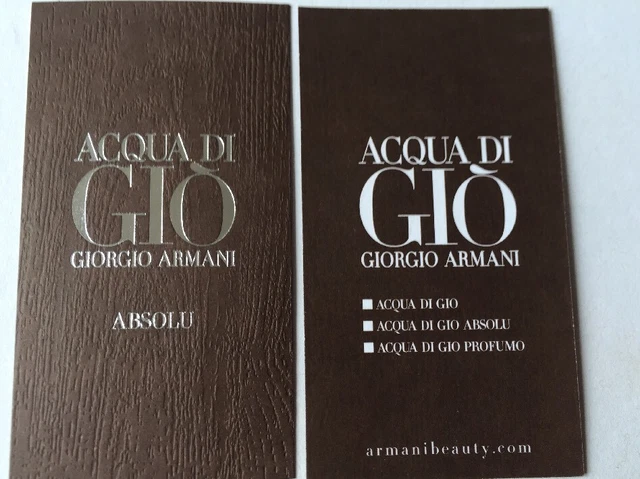 ACQUA DI
GIÒ
GIORGIO ARMANI
ABSOLU
ACQUA DI
GIÒ
GIORGIO ARMANI
ACQUA DI GIO
ACQUA DI GIO ABSOLU
ACQUA DI GIO PROFUMO
armanibeauty.com